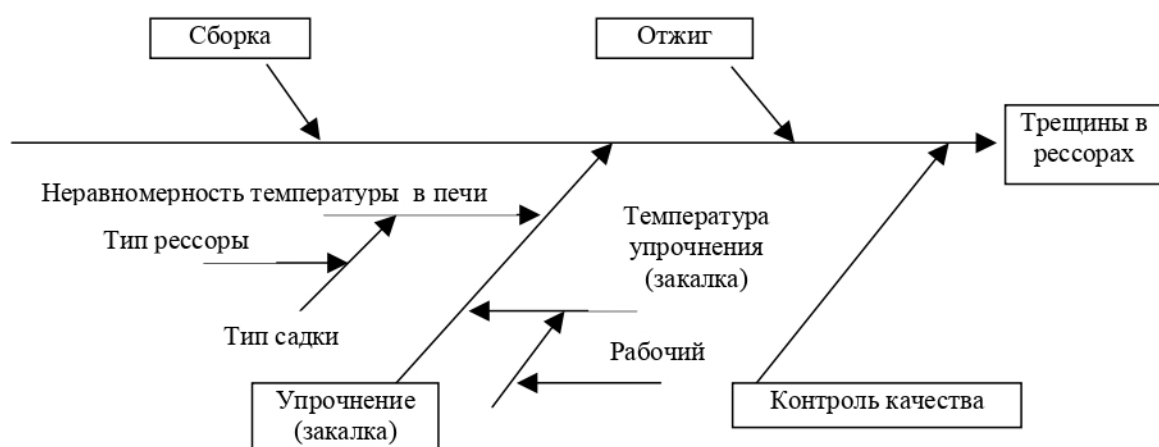 Сборка
Отжиг
Трещины в
рессорах
Неравномерность температуры в печи
Тип рессоры
Температура
упрочнения
(закалка)
Тип садки
Рабочий
Упрочнение
(закалка)
Контроль качества